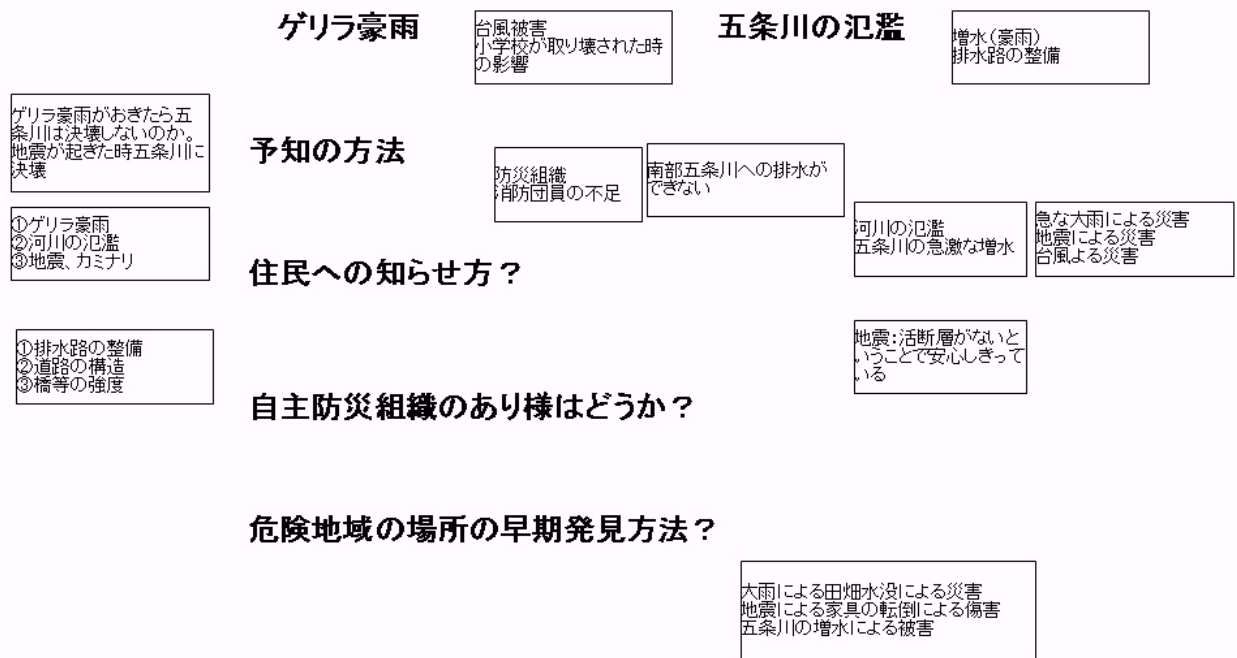 ゲリラ豪雨
台風被害
小学校が取り壊された時
の影響
五条川の氾濫
増水(豪雨)
排水路の整備
ゲリラ豪雨がおきたら五
条川は決壊しないのか。
地震が起きた時五条川に
決壊
予知の方法
防災組織
消防団員の不足
南部五条川への排水が
できない
①ゲリラ豪雨
②河川の氾濫
③地震、カミナリ
住民への知らせ方?
河川の氾濫
五条川の急激な増水
急な大雨による災害
地震による災害
台風よる災害
①排水路の整備
②道路の構造
③橋等の強度
地震:活断層がないと
いうことで安心しきって
いる
自主防災組織のあり様はどうか?
危険地域の場所の早期発見方法?
大雨による田畑水没による災害
地震による家具の転倒による傷害
五条川の増水による被害